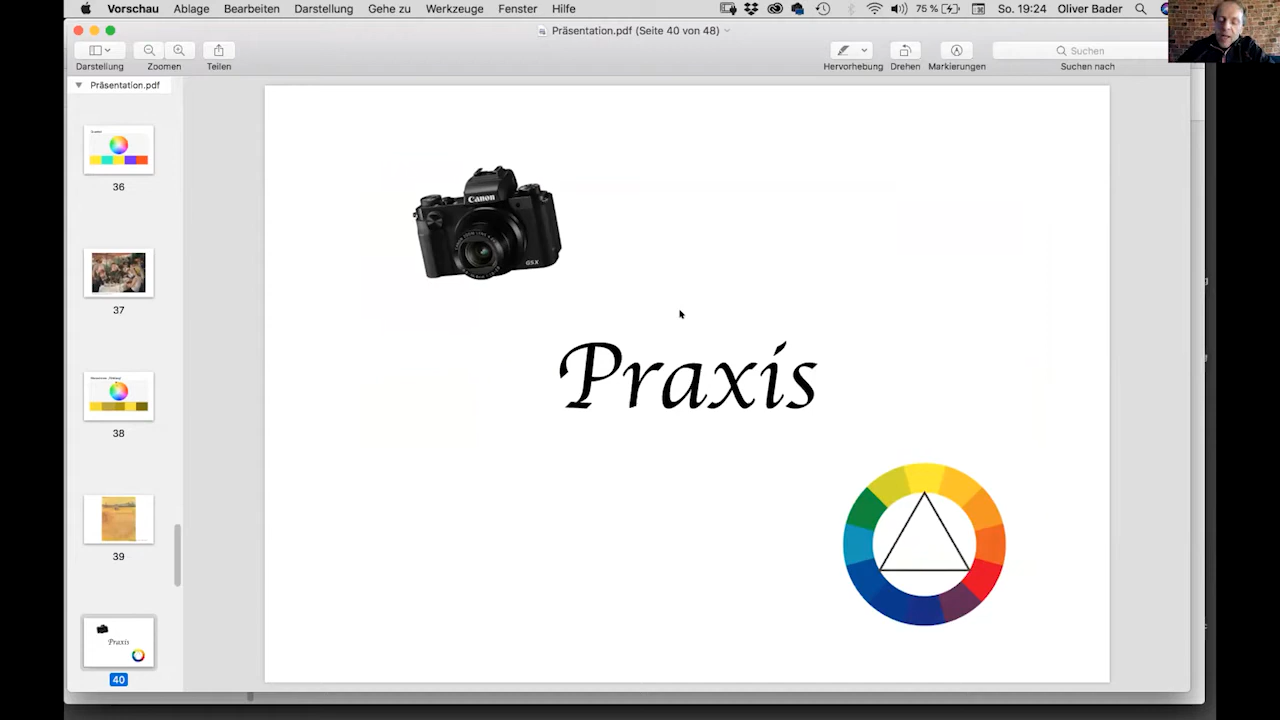 Vorschau Ablage Bearbeiten Darstellung Gehe zu Werkzeuge Fenster Hilfe 75 % So. 19:24 Oliver Bader
Präsentation.pdf (Seite 40 von 48)
Suchen
Darstellung Zoomen Teilen Hervorhebung Drehen Markierungen Suchen nach
Präsentation.pdf
36
37
38
39
Praxis
40
Canon
G5 X
Praxis